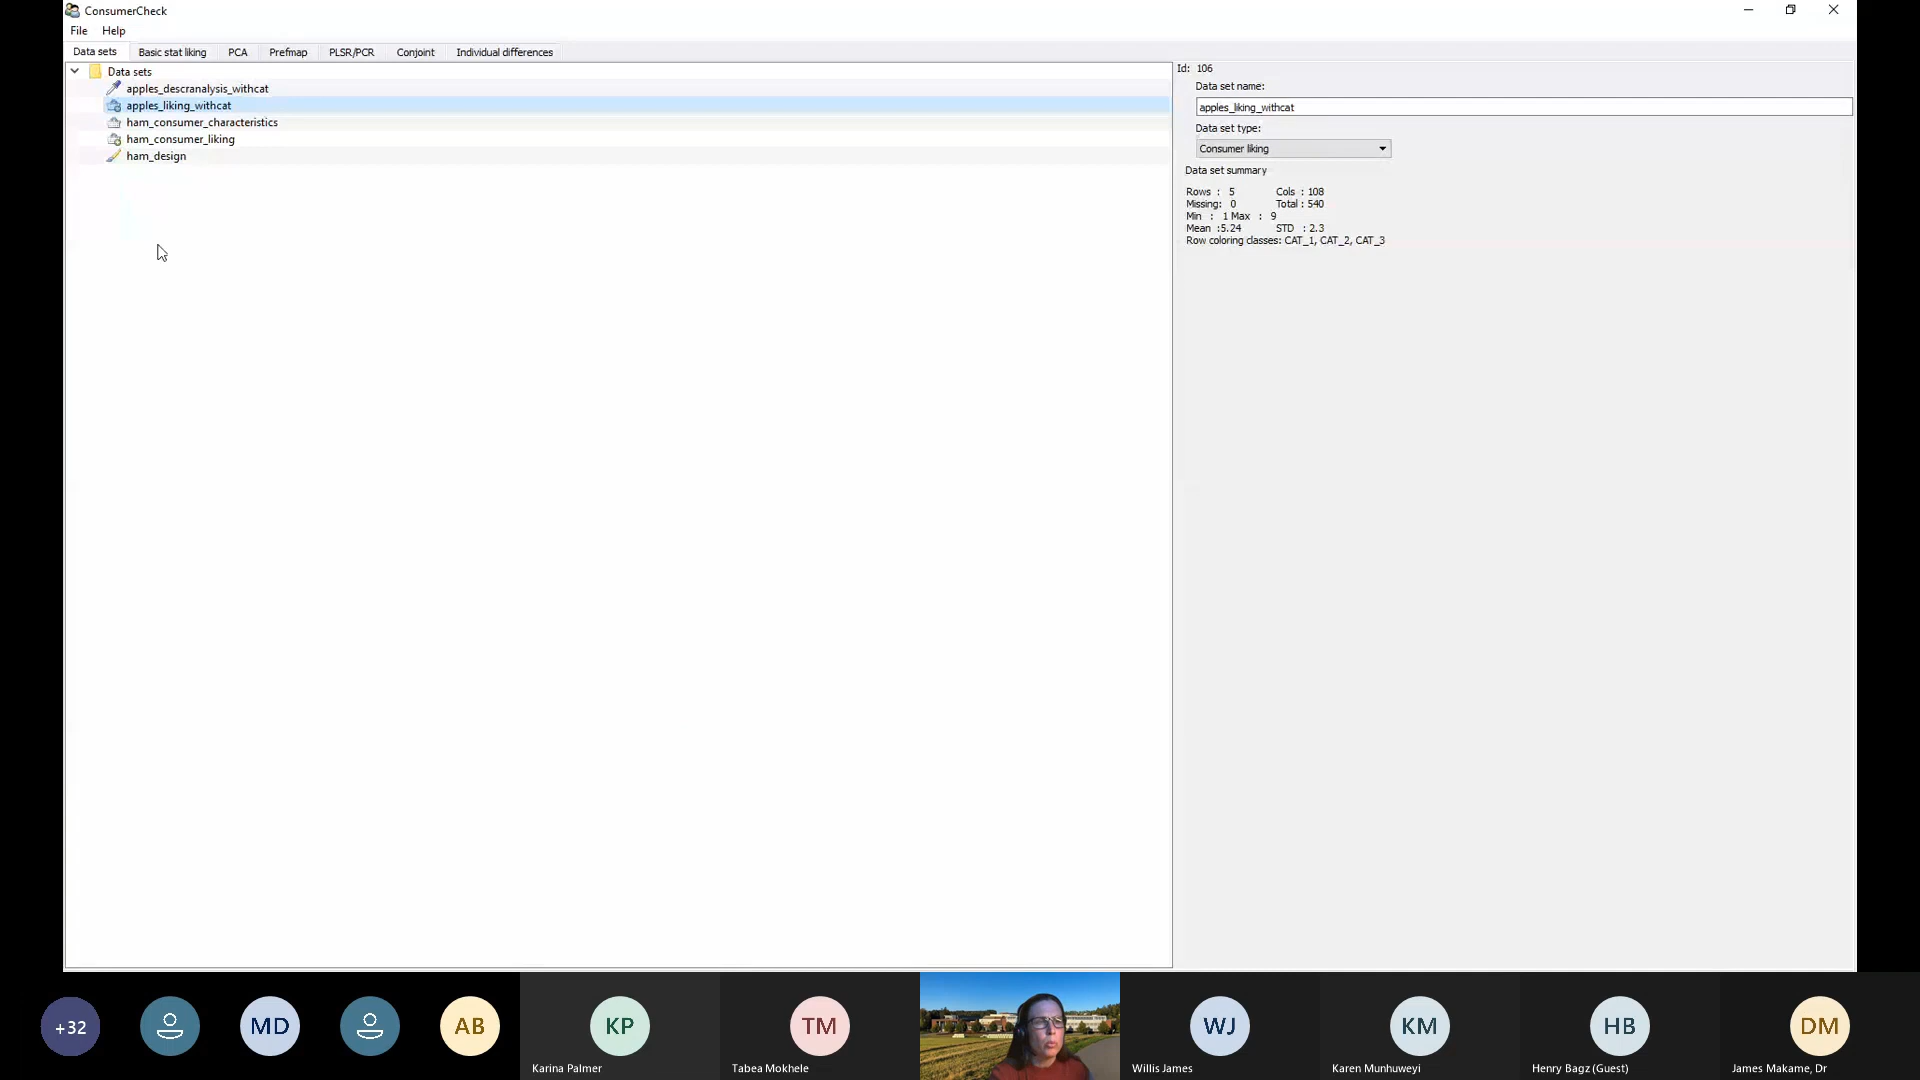 ConsumerCheck
File Help
Data sets Basic stat liking PCA Prefmap PLSR/PCR Conjoint Individual differences
Data sets
apples_descranalysis_withcat
apples_liking_withcat
ham_consumer_characteristics
ham_consumer_liking
ham_design
Id: 106
Data set name:
apples_liking_withcat
Data set type:
Consumer liking
Data set summary
Rows : 5 Cols : 108
Missing: 0 Total : 540
Min : 1 Max : 9
Mean :5.24 STD : 2.3
Row coloring classes: CAT_1, CAT_2, CAT_3
+32 MD AB KP TM WJ KM HB DM
Karina Palmer Tabea Mokhele Willis James Karen Munhuweyi Henry Bagz (Guest) James Makame, Dr